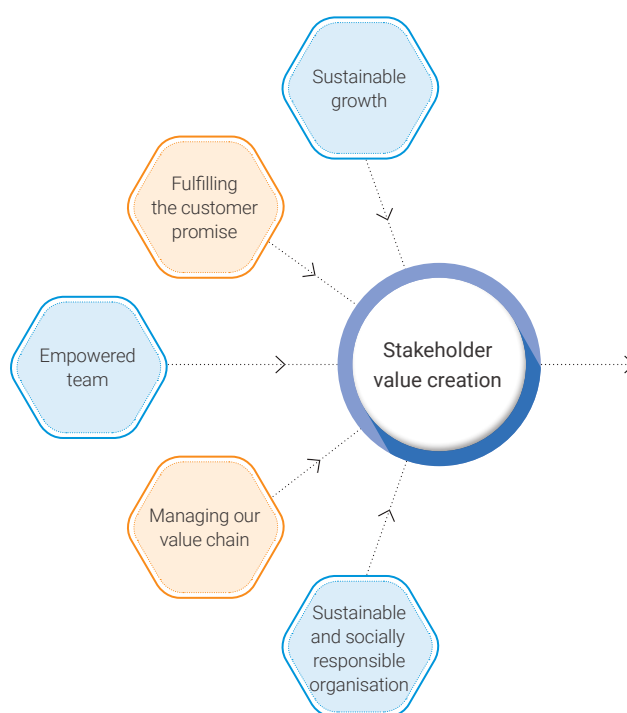 Sustainable
growth
Fulfilling
the customer
promise
Empowered
team
Stakeholder
value creation
Managing our
value chain
Sustainable
and socially
responsible
organisation